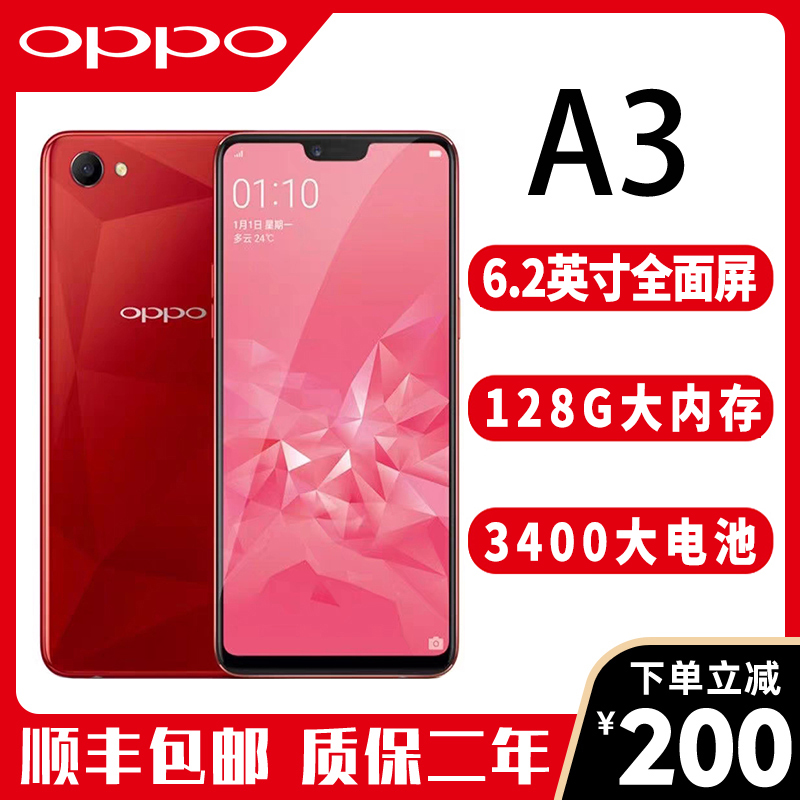 OPPO
A3
01:10
1月1日 星期一
多云 24℃
OPPO
6.2英寸全面屏
128G大内存
3400大电池
下单立减
¥200
顺丰包邮 质保二年